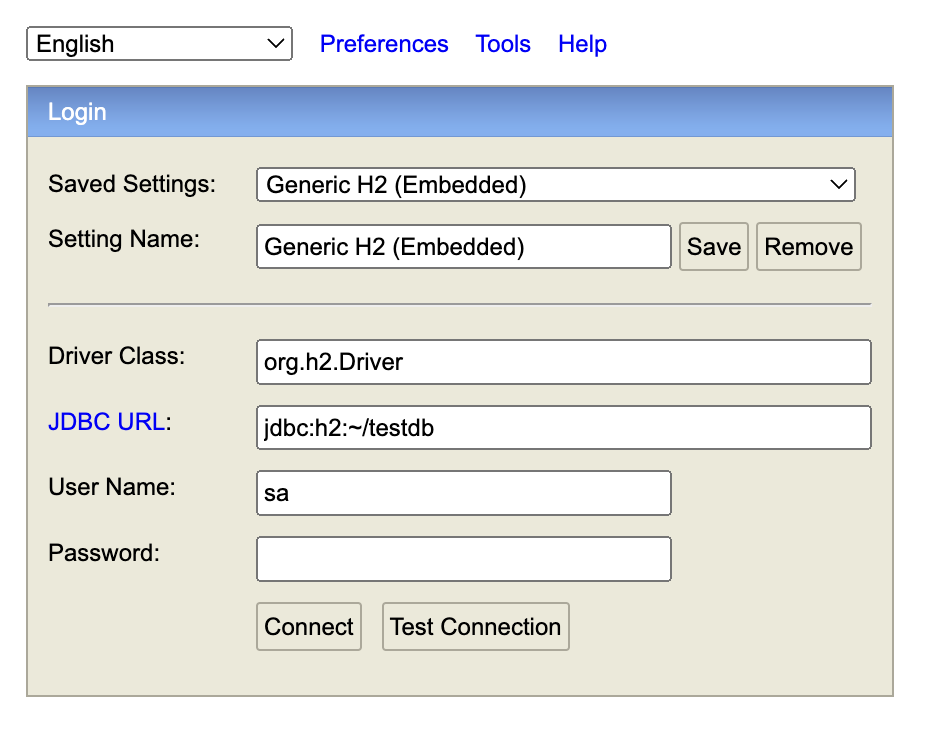 English Preferences Tools Help
Login
Saved Settings: Generic H2 (Embedded)
Setting Name: Generic H2 (Embedded) Save Remove
Driver Class: org.h2.Driver
JDBC URL: jdbc:h2:~/testdb
User Name: sa
Password:
Connect Test Connection